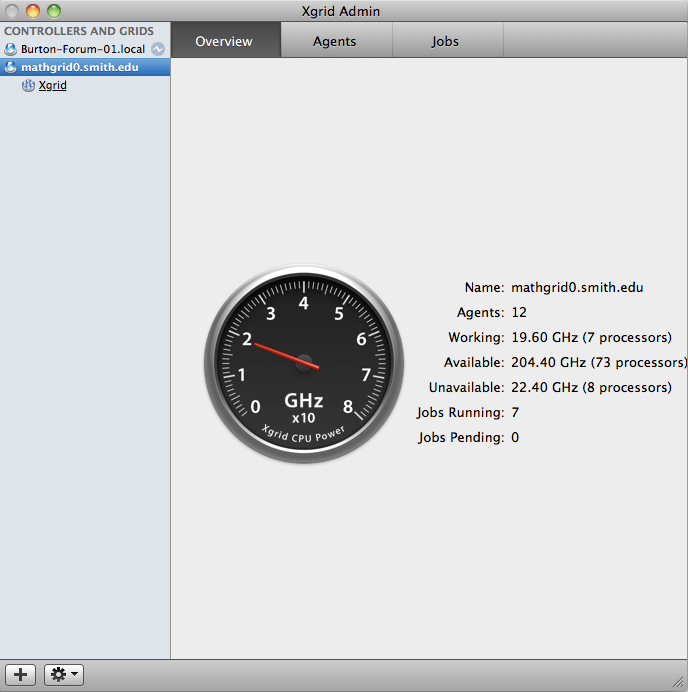 Xgrid Admin
CONTROLLERS AND GRIDS
Burton-Forum-01.local
mathgrid0.smith.edu
Xgrid
Overview Agents Jobs
0 1 2 3 4 5 6 7 8
GHz
x10
Xgrid CPU Power
Name: mathgrid0.smith.edu
Agents: 12
Working: 19.60 GHz (7 processors)
Available: 204.40 GHz (73 processors)
Unavailable: 22.40 GHz (8 processors)
Jobs Running: 7
Jobs Pending: 0